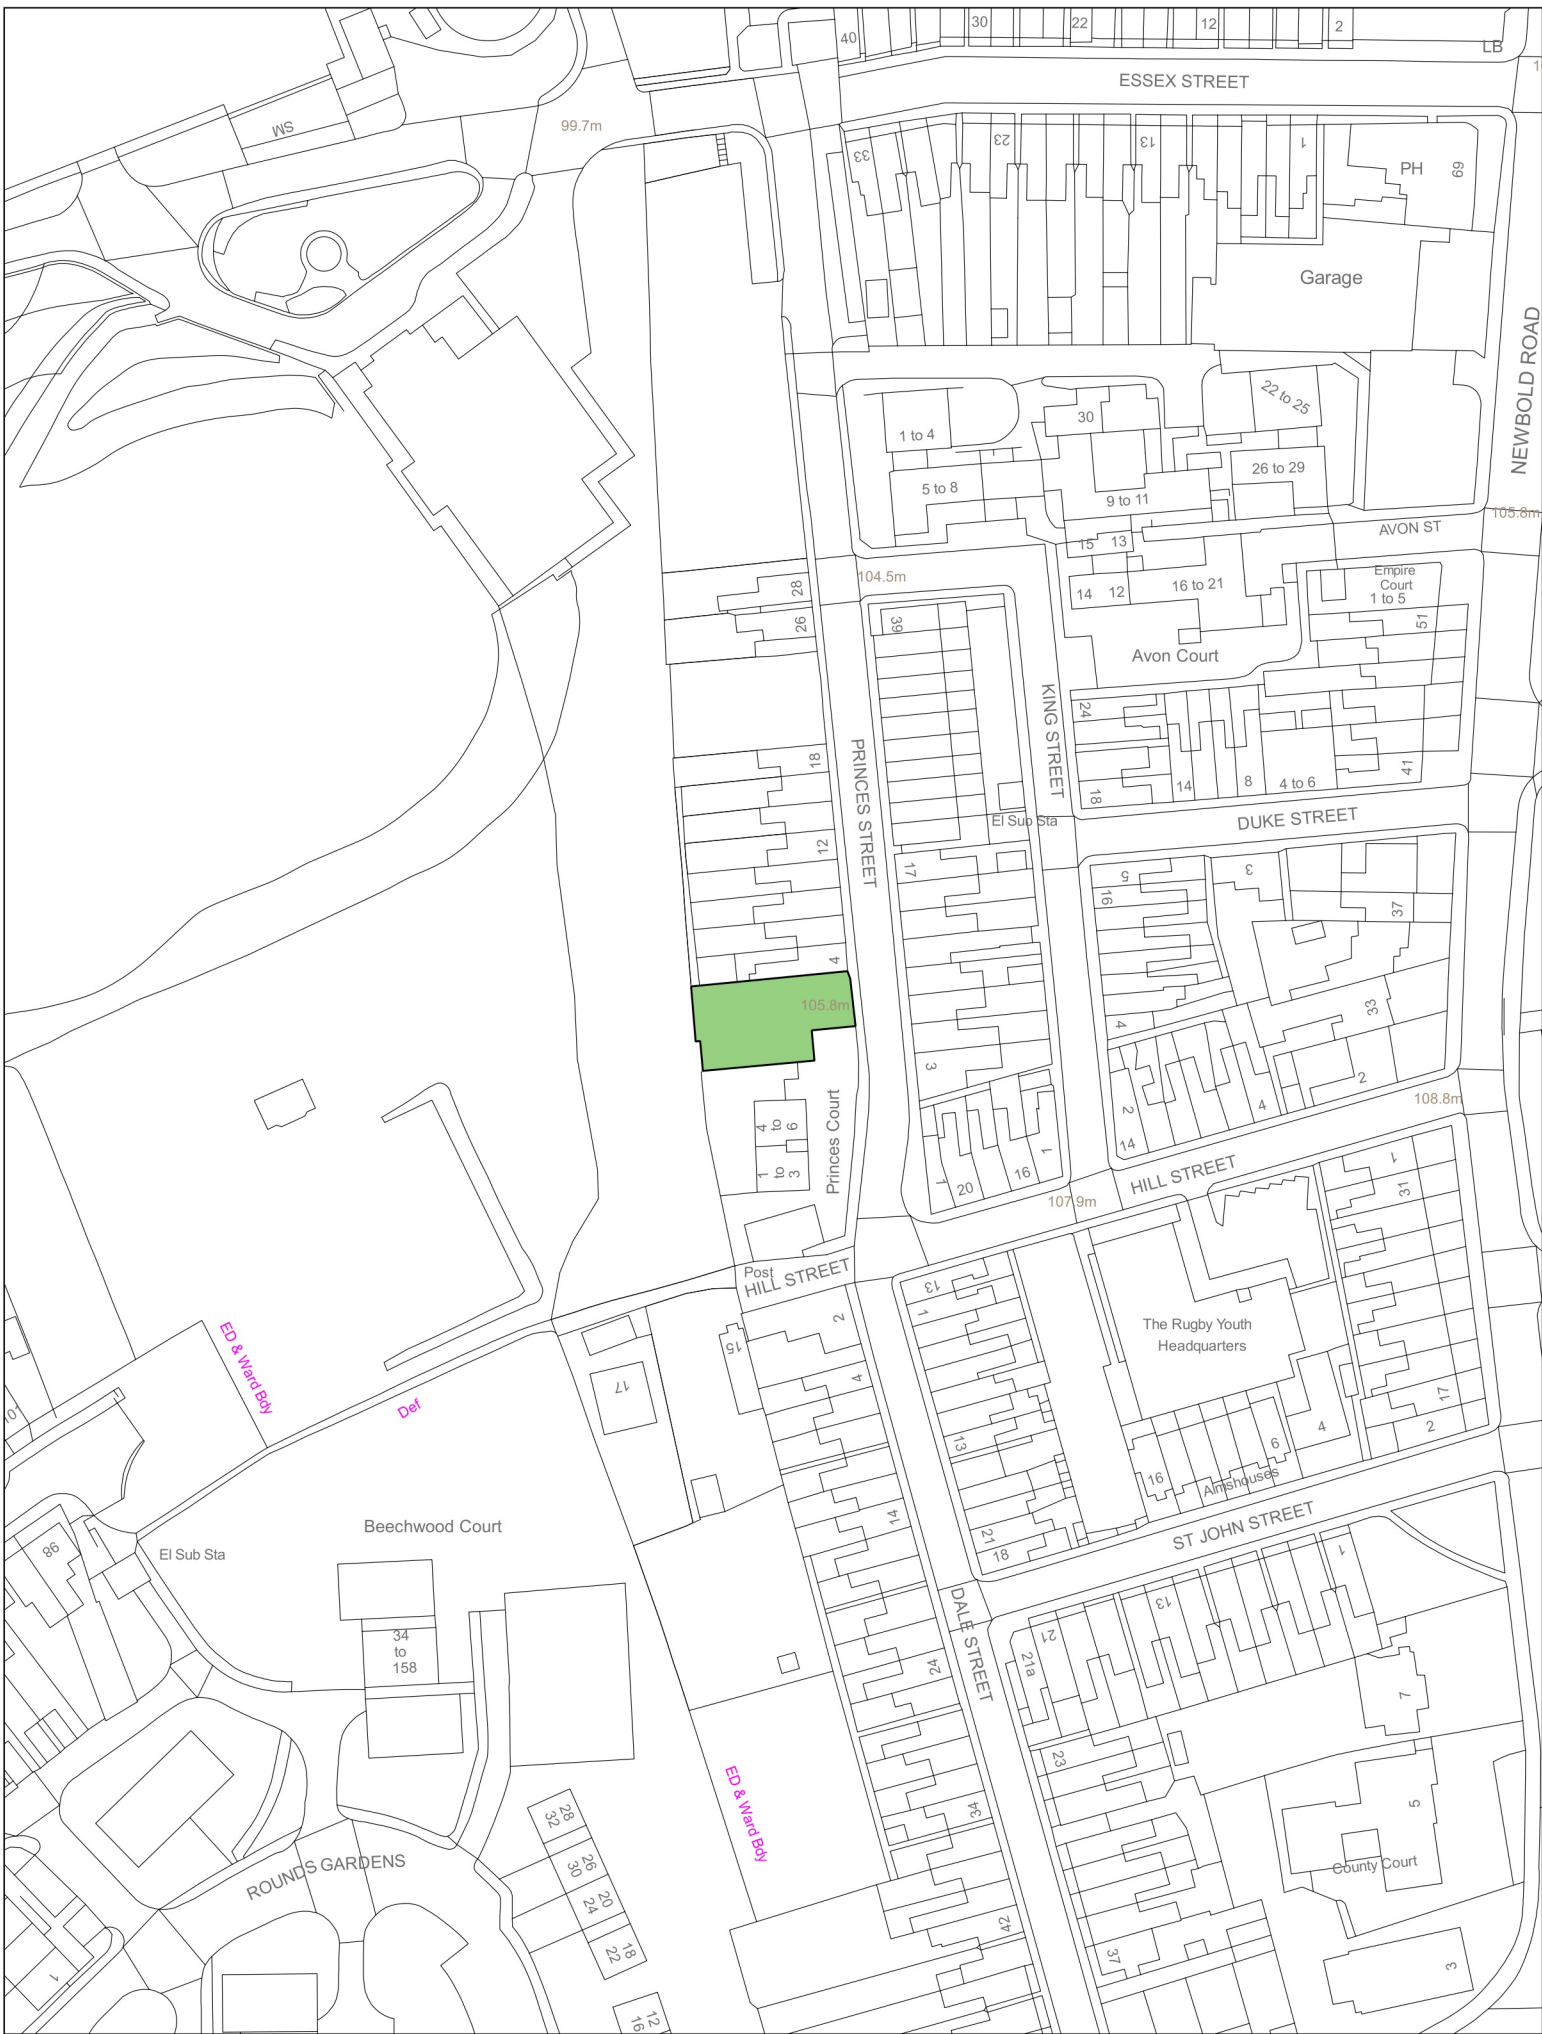 40
30
22
12
2
LB
ESSEX STREET
SM
99.7m
33
23
13
1
PH
69
Garage
NEWBOLD ROAD
1 to 4
30
22 to 25
5 to 8
9 to 11
26 to 29
105.8m
AVON ST
15
13
104.5m
28
14
12
16 to 21
Empire
Court
1 to 5
26
39
51
Avon Court
KING STREET
24
PRINCES STREET
18
14
8
4 to 6
41
18
El Sub Sta
DUKE STREET
12
17
5
3
16
37
4
105.8m
33
4
3
2
108.8m
Princes Court
4
to
6
2
4
14
1
to
3
1
20
16
1
HILL STREET
1
107.9m
31
Post
HILL STREET
13
1
2
The Rugby Youth
Headquarters
ED & Ward Bdy
15
17
4
Def
101
17
13
6
4
2
16
Almshouses
14
21
18
ST JOHN STREET
Beechwood Court
98
El Sub Sta
1
DALE STREET
13
34
to
158
21
21a
24
7
23
ED & Ward Bdy
34
5
28
32
County Court
26
30
ROUNDS GARDENS
20
24
42
18
22
37
3
1
12
16